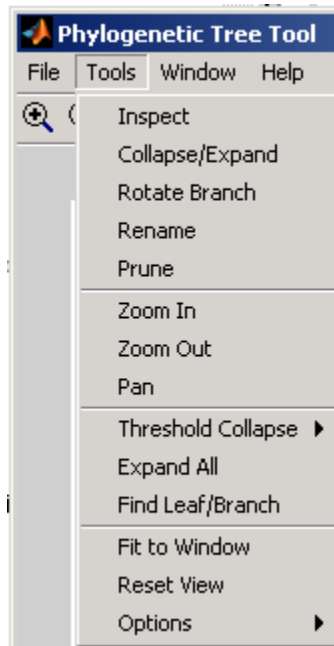 Phylogenetic Tree Tool
File Tools Window Help
Inspect
Collapse/Expand
Rotate Branch
Rename
Prune
Zoom In
Zoom Out
Pan
Threshold Collapse
Expand All
Find Leaf/Branch
Fit to Window
Reset View
Options